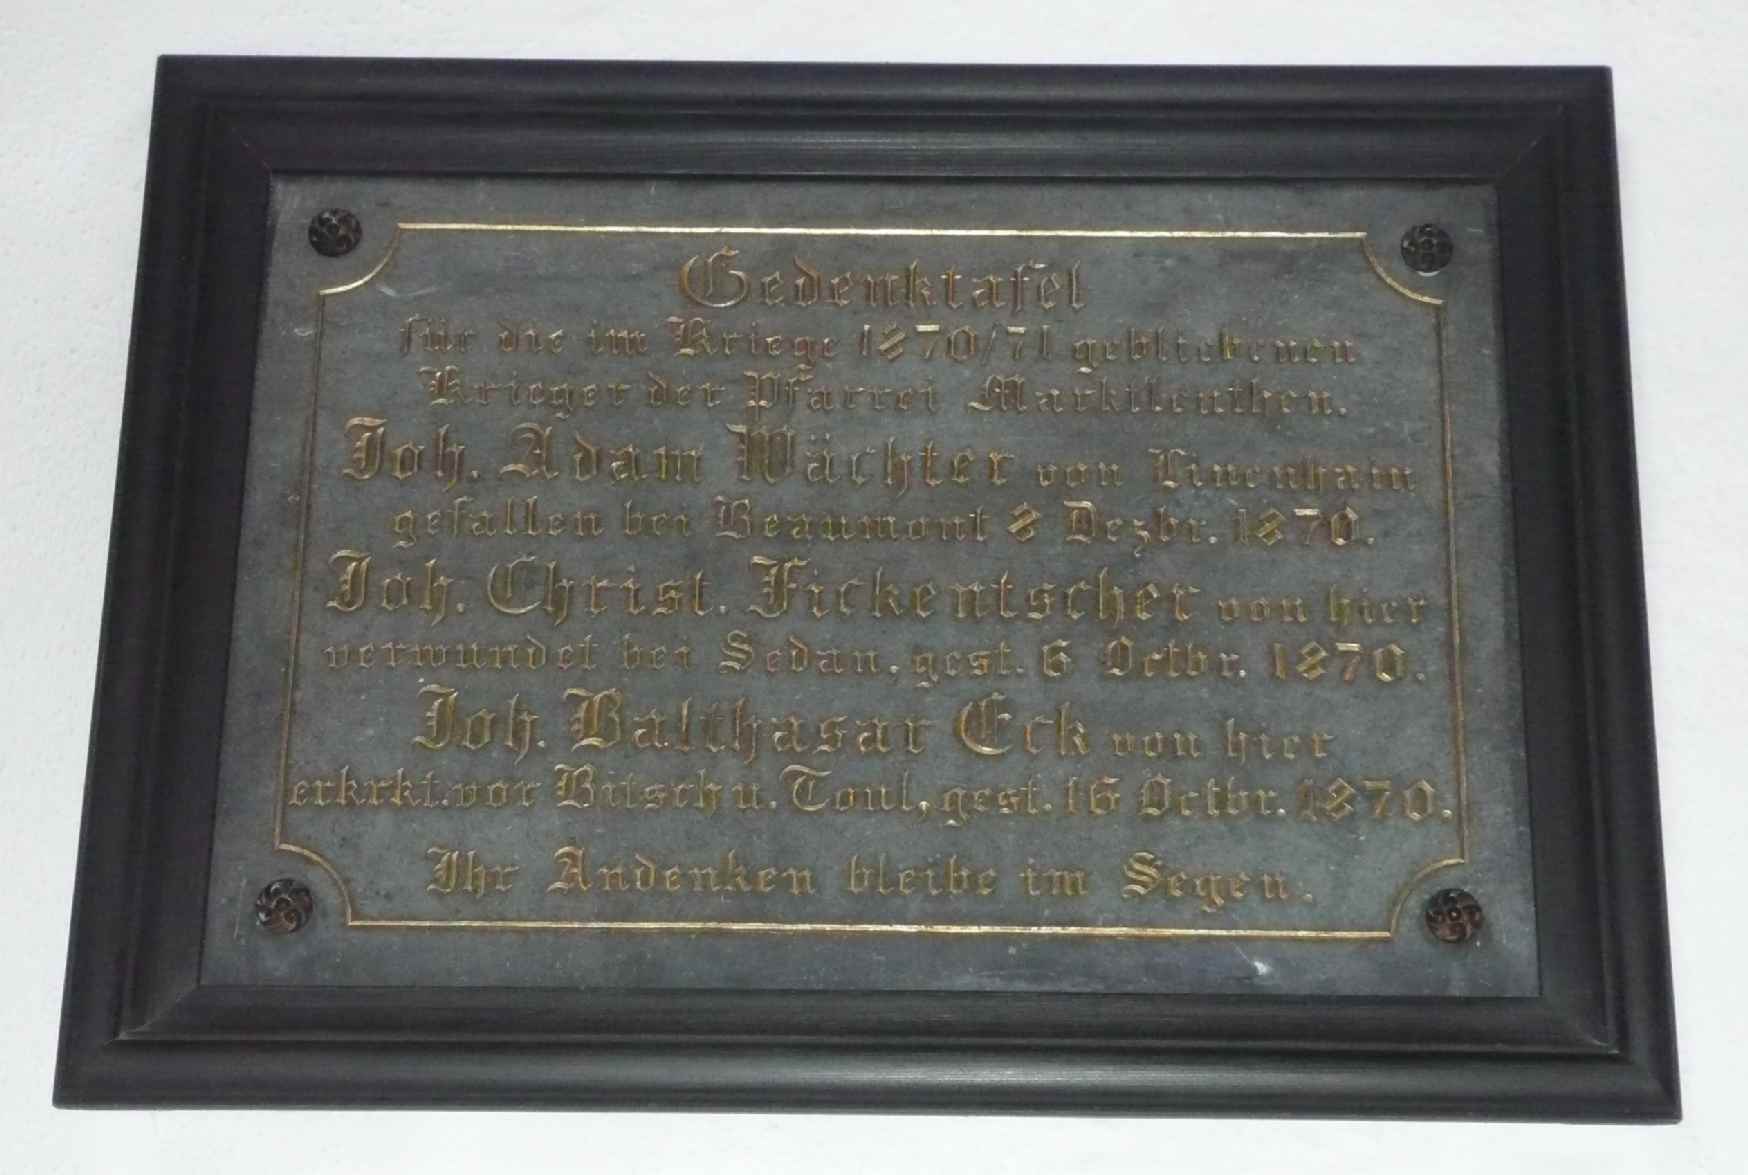 Gedenktafel
für die im Kriege 1870/71 gebliebenen
Krieger der Pfarrei Marktleuthen.
Joh. Adam Wächter von
gefallen bei Beaumont 8 Dezbr. 1870.
Joh. Christ. Fickentscher von hier
verwundet bei Sedan, gest. 6 Octbr. 1870.
Joh. Balthasar Eck von hier
erkrkt. vor Bitsch u. Toul, gest. 16 Octbr. 1870.
Ihr Andenken bleibe im Segen.